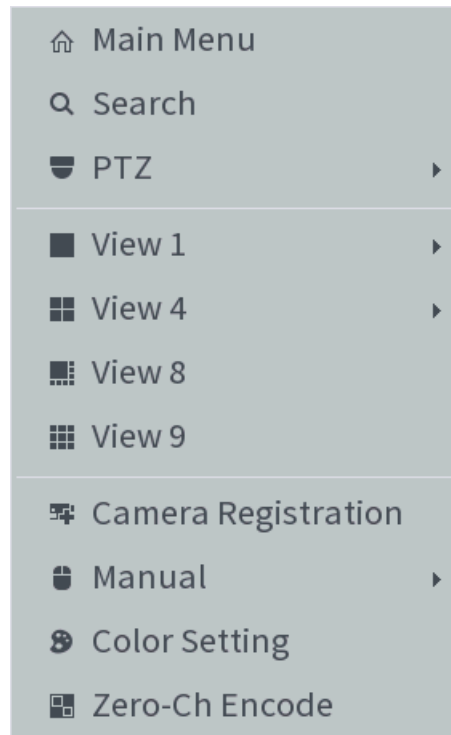 Main Menu
Search
PTZ
View 1
View 4
View 8
View 9
Camera Registration
Manual
Color Setting
Zero-Ch Encode